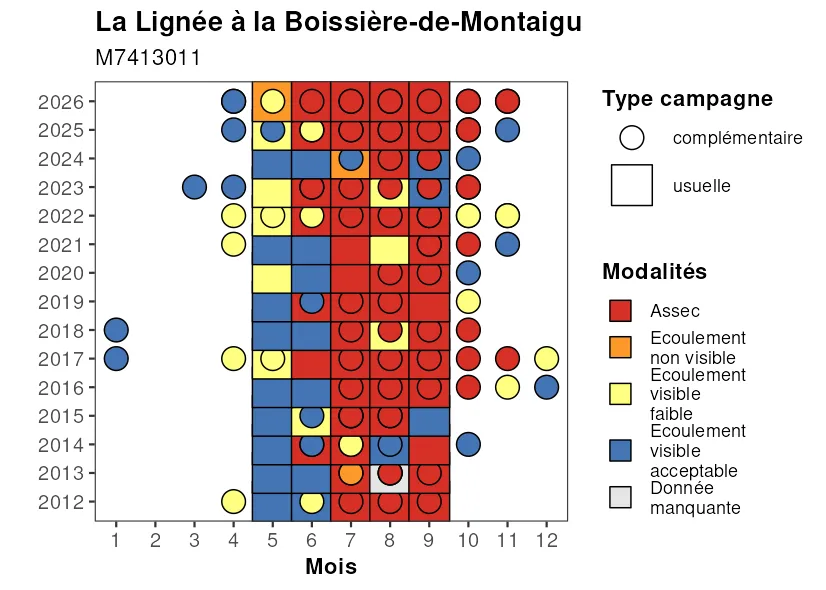 La Lignée à la Boissière-de-Montaigu
M7413011
2026
2025
2024
2023
2022
2021
2020
2019
2018
2017
2016
2015
2014
2013
2012
1 2 3 4 5 6 7 8 9 10 11 12
Mois
Type campagne
complémentaire
usuelle
Modalités
Assec
Ecoulement
non visible
Ecoulement
visible
faible
Ecoulement
visible
acceptable
Donnée
manquante